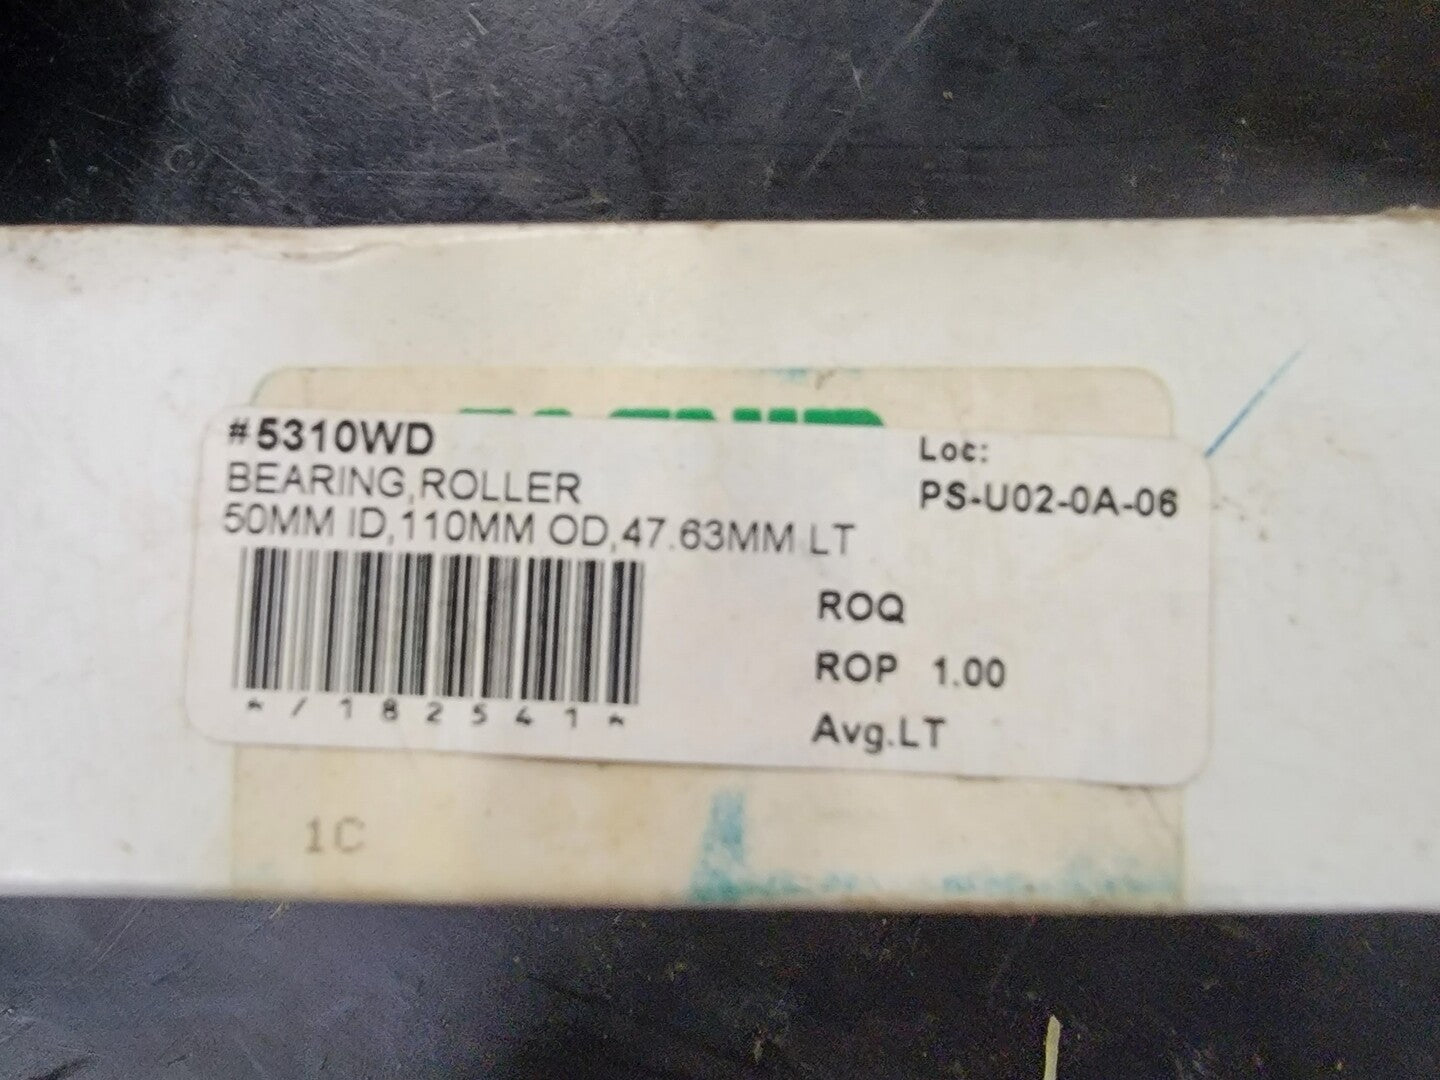 #5310WD
BEARING,ROLLER
50MM ID,110MM OD,47.63MM LT
Loc:
PS-U02-0A-06
*/182541*
ROQ
ROP 1.00
Avg.LT
1C